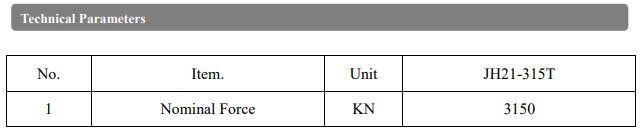 Technical Parameters
No. Item. Unit JH21-315T
1 Nominal Force KN 3150